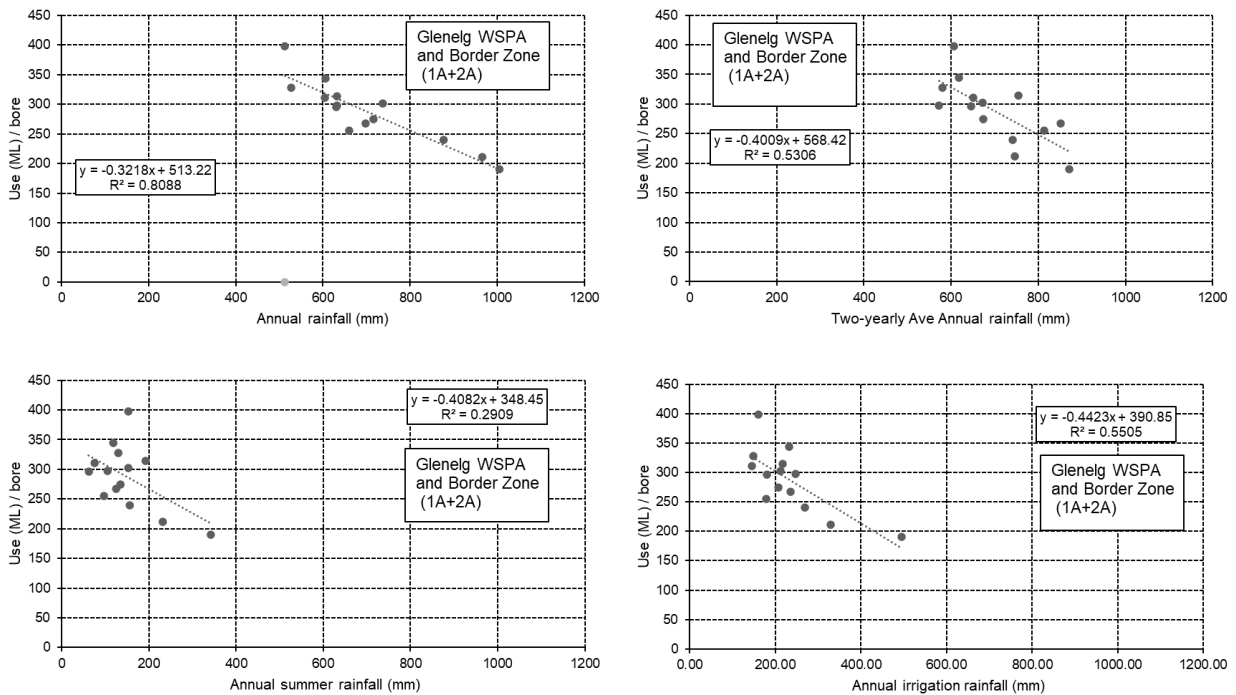 Use (ML) / bore
450
400
350
300
250
200
150
100
50
0
Glenelg WSPA
and Border Zone
(1A+2A)
y = -0.3218x + 513.22
R² = 0.8088
0 200 400 600 800 1000 1200
Annual rainfall (mm)
Use (ML) / bore
450
400
350
300
250
200
150
100
50
0
Glenelg WSPA
and Border Zone
(1A+2A)
y = -0.4009x + 568.42
R² = 0.5306
0 200 400 600 800 1000 1200
Two-yearly Ave Annual rainfall (mm)
Use (ML) / bore
450
400
350
300
250
200
150
100
50
0
y = -0.4082x + 348.45
R² = 0.2909
Glenelg WSPA
and Border Zone
(1A+2A)
0 200 400 600 800 1000 1200
Annual summer rainfall (mm)
Use (ML) / bore
450
400
350
300
250
200
150
100
50
0
y = -0.4423x + 390.85
R² = 0.5505
Glenelg WSPA
and Border Zone
(1A+2A)
0.00 200.00 400.00 600.00 800.00 1000.00 1200.00
Annual irrigation rainfall (mm)